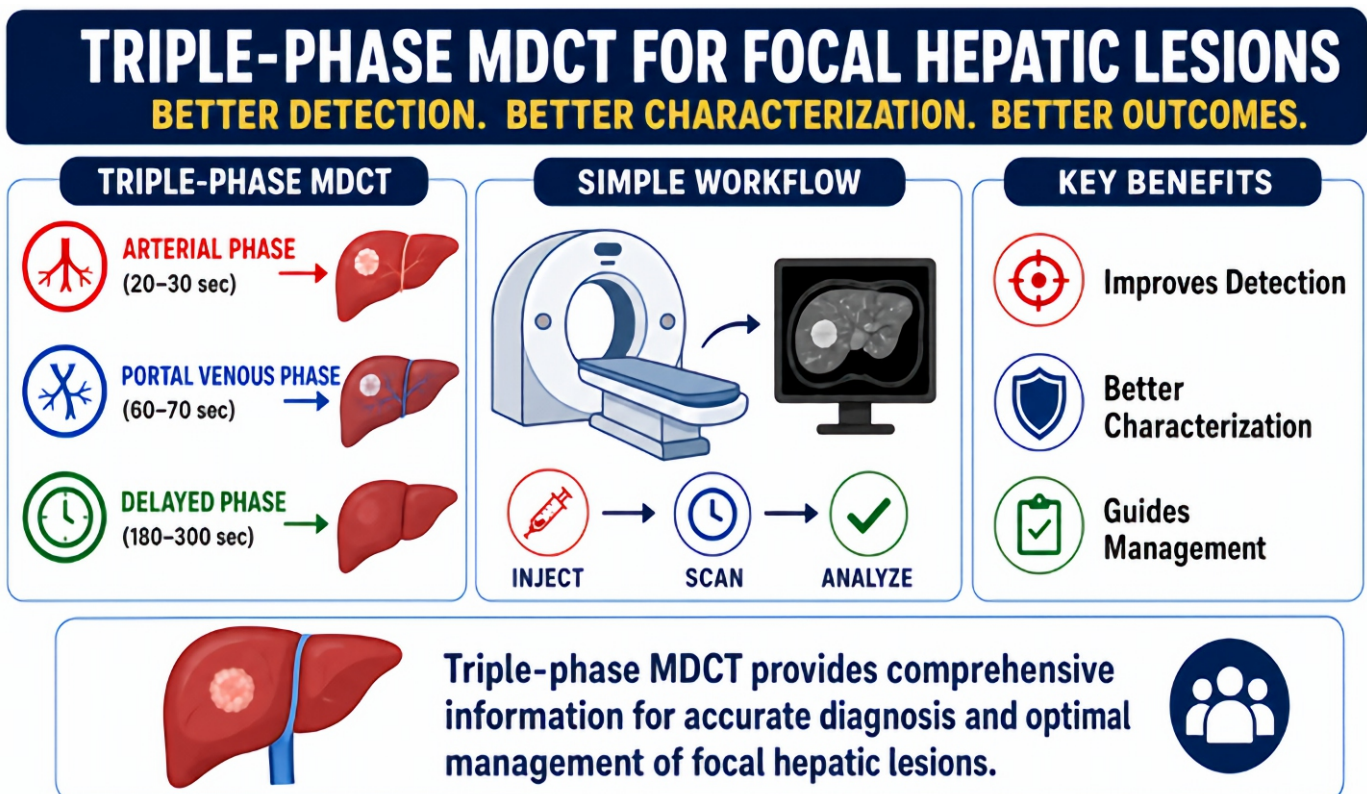 TRIPLE-PHASE MDCT FOR FOCAL HEPATIC LESIONS
BETTER DETECTION. BETTER CHARACTERIZATION. BETTER OUTCOMES.
TRIPLE-PHASE MDCT
ARTERIAL PHASE
(20–30 sec)
PORTAL VENOUS PHASE
(60–70 sec)
DELAYED PHASE
(180–300 sec)
SIMPLE WORKFLOW
INJECT
SCAN
ANALYZE
KEY BENEFITS
Improves Detection
Better
Characterization
Guides
Management
Triple-phase MDCT provides comprehensive
information for accurate diagnosis and optimal
management of focal hepatic lesions.